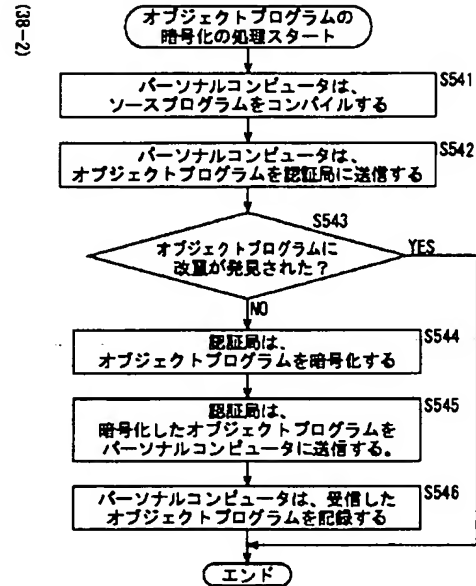 (38-2)
オブジェクトプログラムの
暗号化の処理スタート
パーソナルコンピュータは、
ソースプログラムをコンパイルする
S541
パーソナルコンピュータは、
オブジェクトプログラムを認証局に送信する
S542
S543
オブジェクトプログラムに
改竄が発見された?
YES
NO
認証局は、
オブジェクトプログラムを暗号化する
S544
認証局は、
暗号化したオブジェクトプログラムを
パーソナルコンピュータに送信する。
S545
パーソナルコンピュータは、受信した
オブジェクトプログラムを記録する
S546
エンド